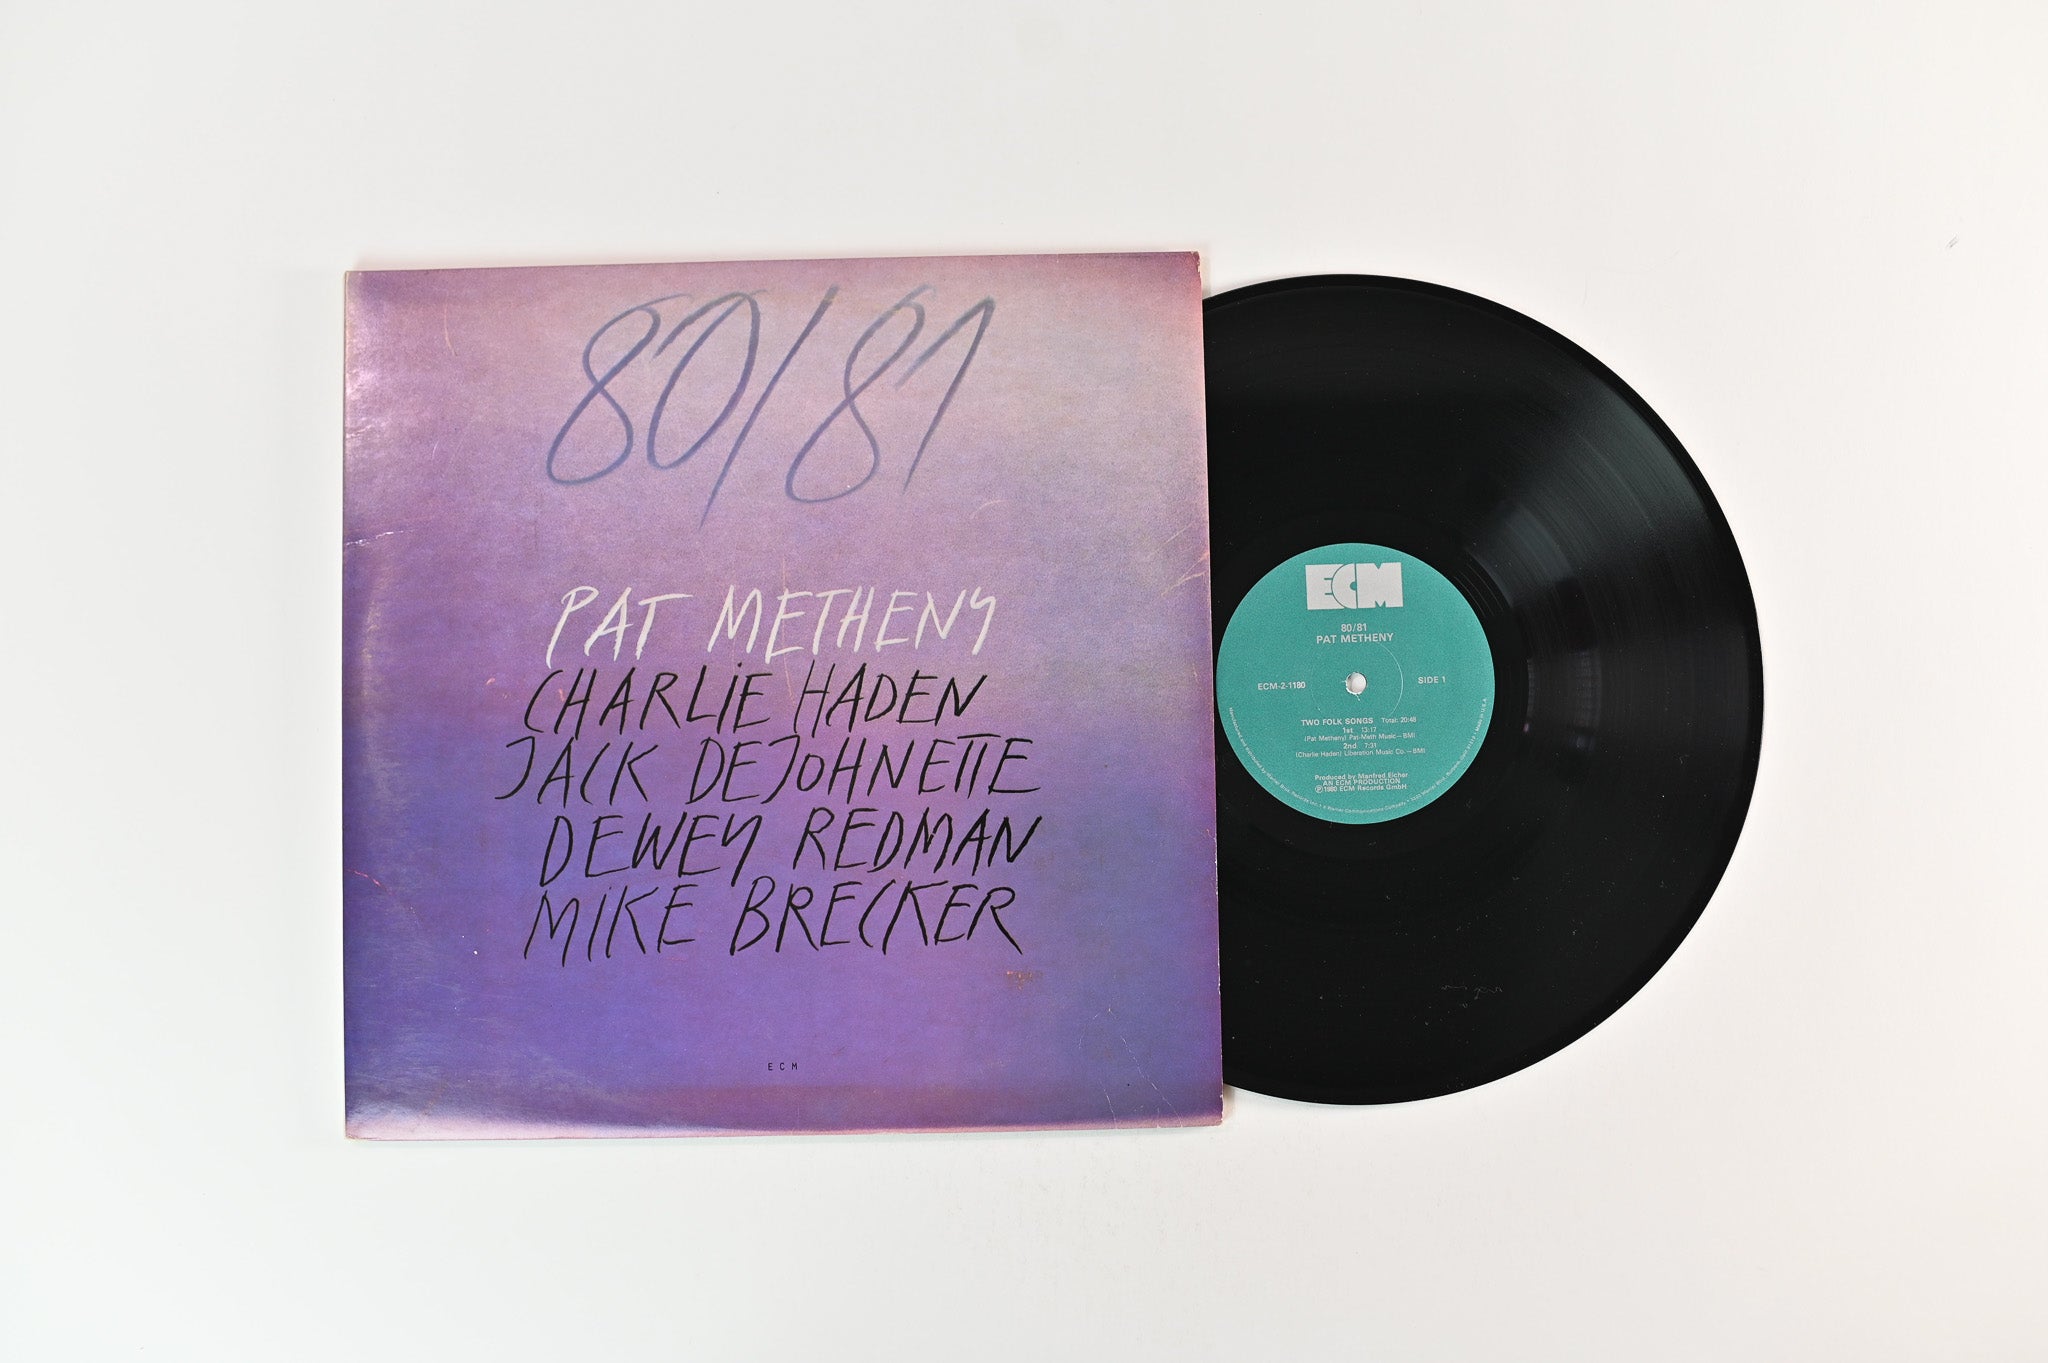 80/81
PAT METHENY
CHARLIE HADEN
JACK DEJOHNETTE
DEWEY REDMAN
MIKE BRECKER
ECM
ECM
80/81
PAT METHENY
ECM-2-1180 SIDE 1
TWO FOLK SONGS Total: 20:48
1st 13:17
(Pat Metheny) Pat-Meth Music—BMI
2nd 7:31
(Charlie Haden) Liberation Music Co.—BMI
Produced by Manfred Eicher
AN ECM PRODUCTION
Ⓟ1980 ECM Records GmbH